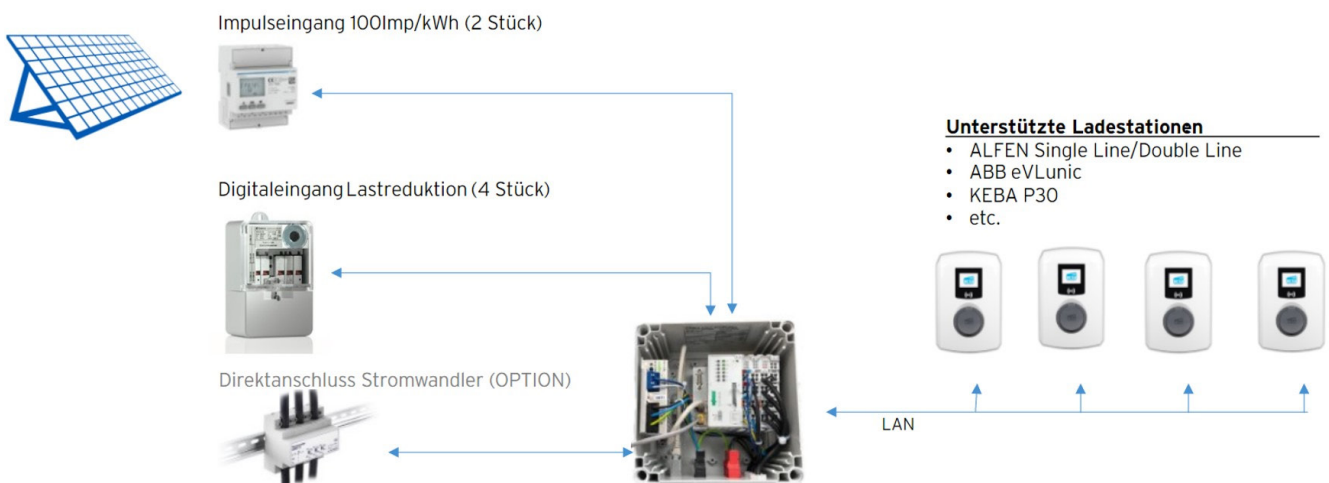 Impulseingang 100Imp/kWh (2 Stück)
Digitaleingang Lastreduktion (4 Stück)
Direktanschluss Stromwandler (OPTION)
LAN
Unterstützte Ladestationen
• ALFEN Single Line/Double Line
• ABB eVLunic
• KEBA P30
• etc.